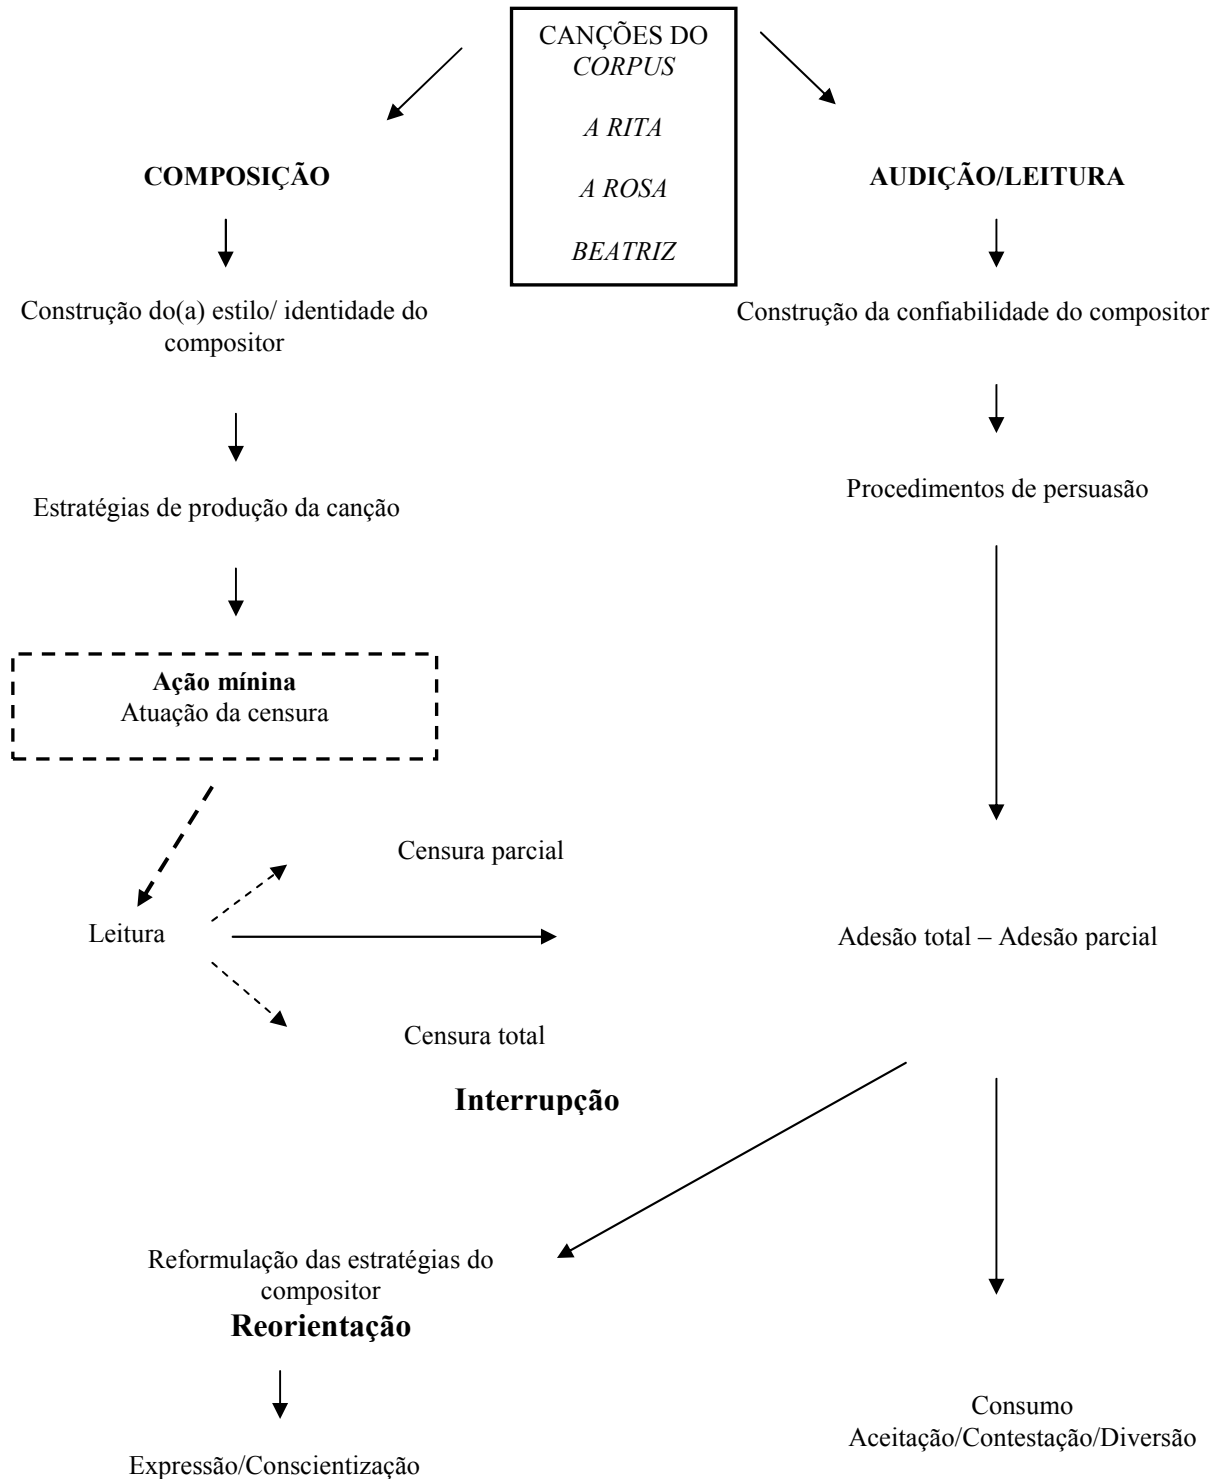 CANÇÕES DO
CORPUS
A RITA
A ROSA
BEATRIZ
COMPOSIÇÃO
AUDIÇÃO/LEITURA
Construção do(a) estilo/ identidade do
compositor
Construção da confiabilidade do compositor
Estratégias de produção da canção
Procedimentos de persuasão
Ação mínina
Atuação da censura
Censura parcial
Leitura
Adesão total – Adesão parcial
Censura total
Interrupção
Reformulação das estratégias do
compositor
Reorientação
Consumo
Aceitação/Contestação/Diversão
Expressão/Conscientização